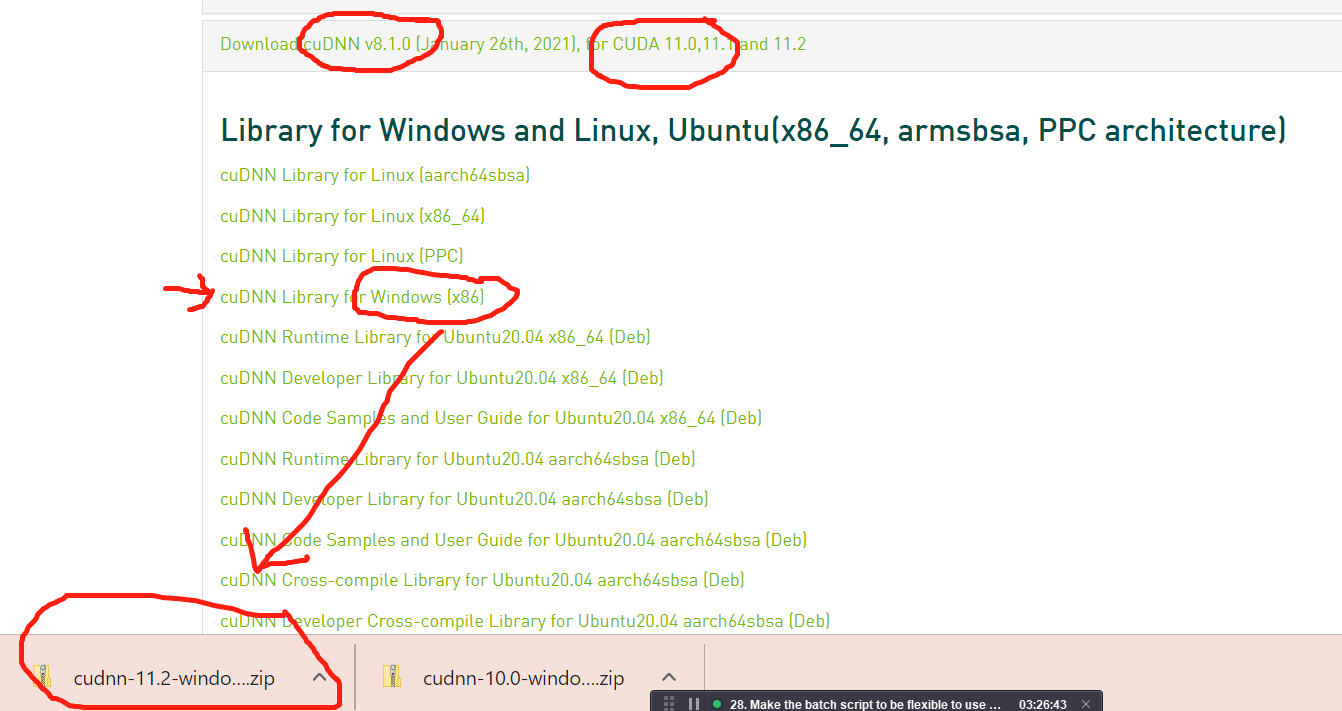 Download cuDNN v8.1.0 (January 26th, 2021), for CUDA 11.0,11.1 and 11.2
Library for Windows and Linux, Ubuntu(x86_64, armsbsa, PPC architecture)
cuDNN Library for Linux (aarch64sbsa)
cuDNN Library for Linux (x86_64)
cuDNN Library for Linux (PPC)
cuDNN Library for Windows (x86)
cuDNN Runtime Library for Ubuntu20.04 x86_64 (Deb)
cuDNN Developer Library for Ubuntu20.04 x86_64 (Deb)
cuDNN Code Samples and User Guide for Ubuntu20.04 x86_64 (Deb)
cuDNN Runtime Library for Ubuntu20.04 aarch64sbsa (Deb)
cuDNN Developer Library for Ubuntu20.04 aarch64sbsa (Deb)
cuDNN Code Samples and User Guide for Ubuntu20.04 aarch64sbsa (Deb)
cuDNN Cross-compile Library for Ubuntu20.04 aarch64sbsa (Deb)
cuDNN Developer Cross-compile Library for Ubuntu20.04 aarch64sbsa (Deb)
cudnn-11.2-windo....zip cudnn-10.0-windo....zip
28. Make the batch script to be flexible to use ... 03:26:43